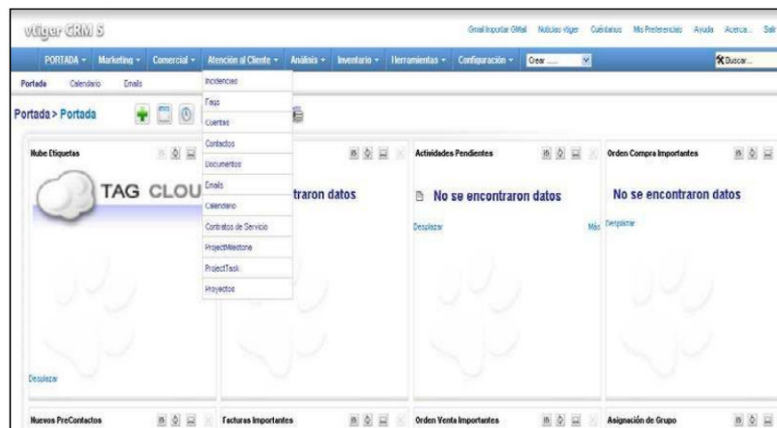 vtiger CRM 5
Gmail Importar GMail Noticias vtiger Cuéntanos Mis Preferencias Ayuda Acerca... Salir
PORTADA Marketing Comercial Atención al Cliente Análisis Inventario Herramientas Configuración Crear ..... Buscar...
Portada Calendario Emails
Portada > Portada
Incidencias
Faqs
Cuentas
Contactos
Documentos
Emails
Calendario
Contratos de Servicio
ProjectMilestone
ProjectTask
Proyectos
Nube Etiquetas
TAG CLOU
Desplazar
traron datos
Actividades Pendientes
No se encontraron datos
Desplazar Más
Orden Compra Importantes
No se encontraron datos
Desplazar
Nuevos PreContactos Facturas Importantes Orden Venta Importantes Asignación de Grupo